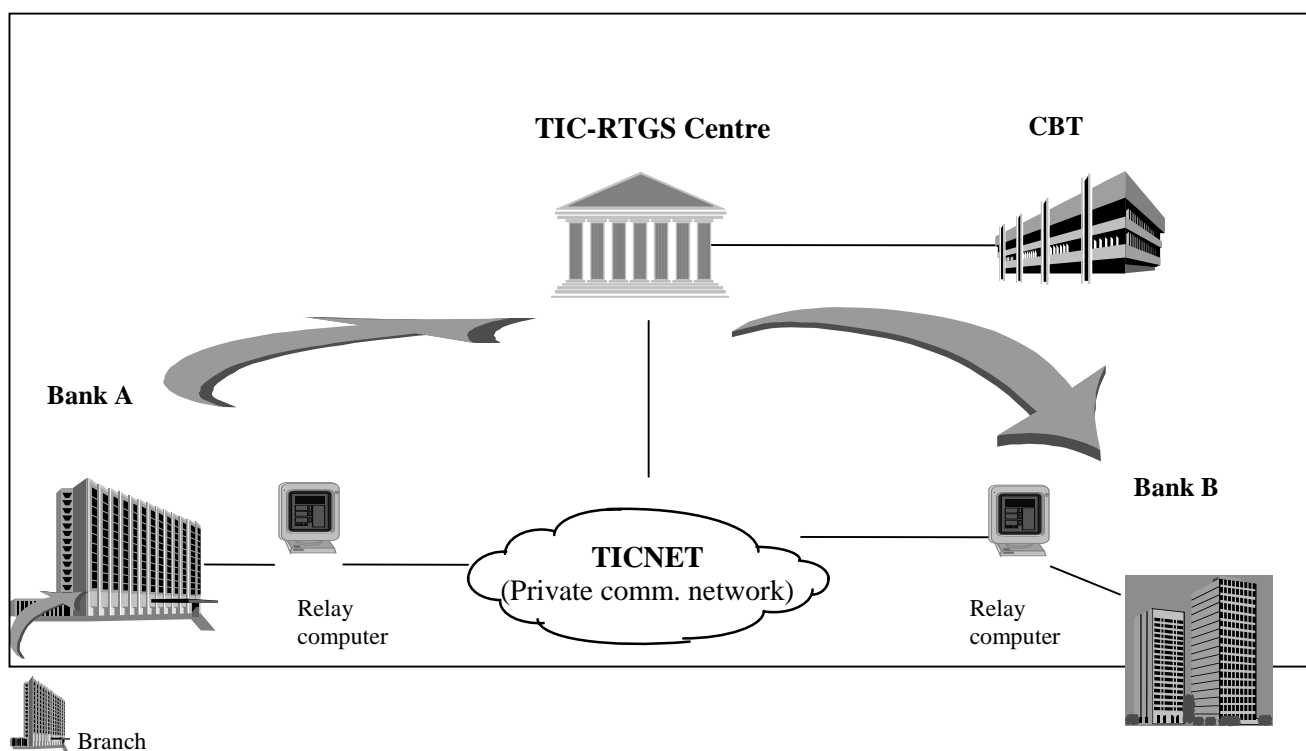 TIC-RTGS Centre
CBT
Bank A
Bank B
TICNET
(Private comm. network)
Relay
computer
Relay
computer
Branch